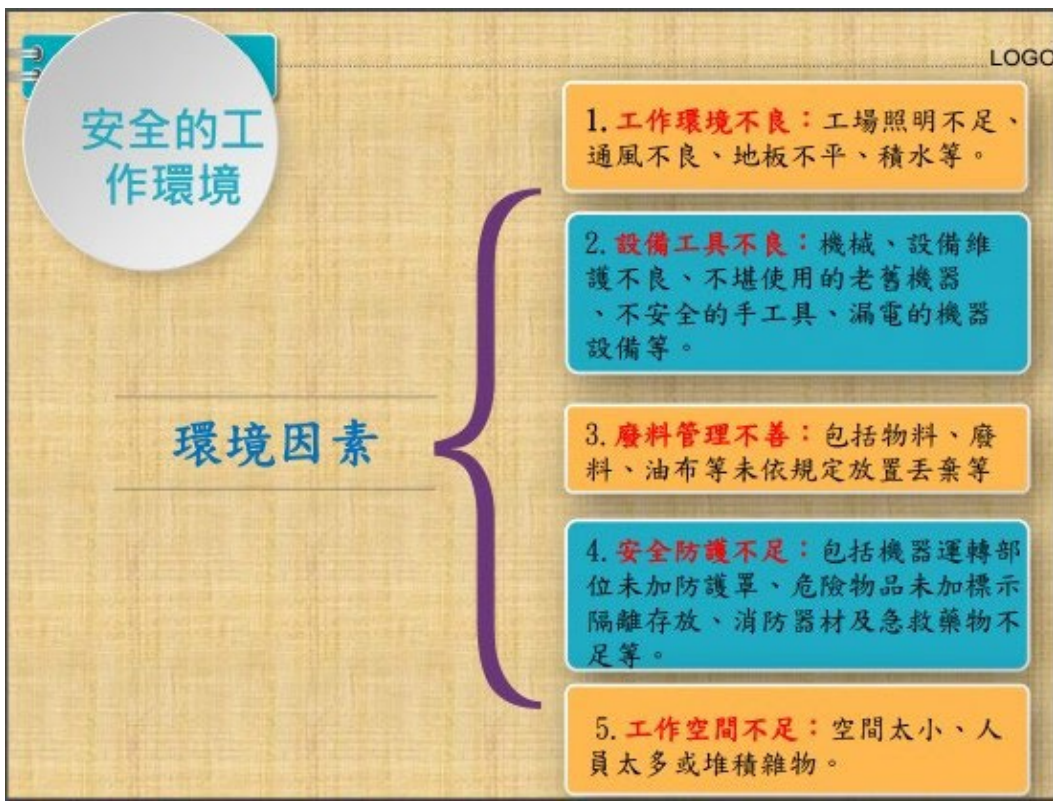 LOGO
安全的工
作環境
環境因素
1. 工作環境不良：工場照明不足、
通風不良、地板不平、積水等。
2. 設備工具不良：機械、設備維
護不良、不堪使用的老舊機器
、不安全的手工具、漏電的機器
設備等。
3. 廢料管理不善：包括物料、廢
料、油布等未依規定放置丟棄等
4. 安全防護不足：包括機器運轉部
位未加防護罩、危險物品未加標示
隔離存放、消防器材及急救藥物不
足等。
5. 工作空間不足：空間太小、人
員太多或堆積雜物。